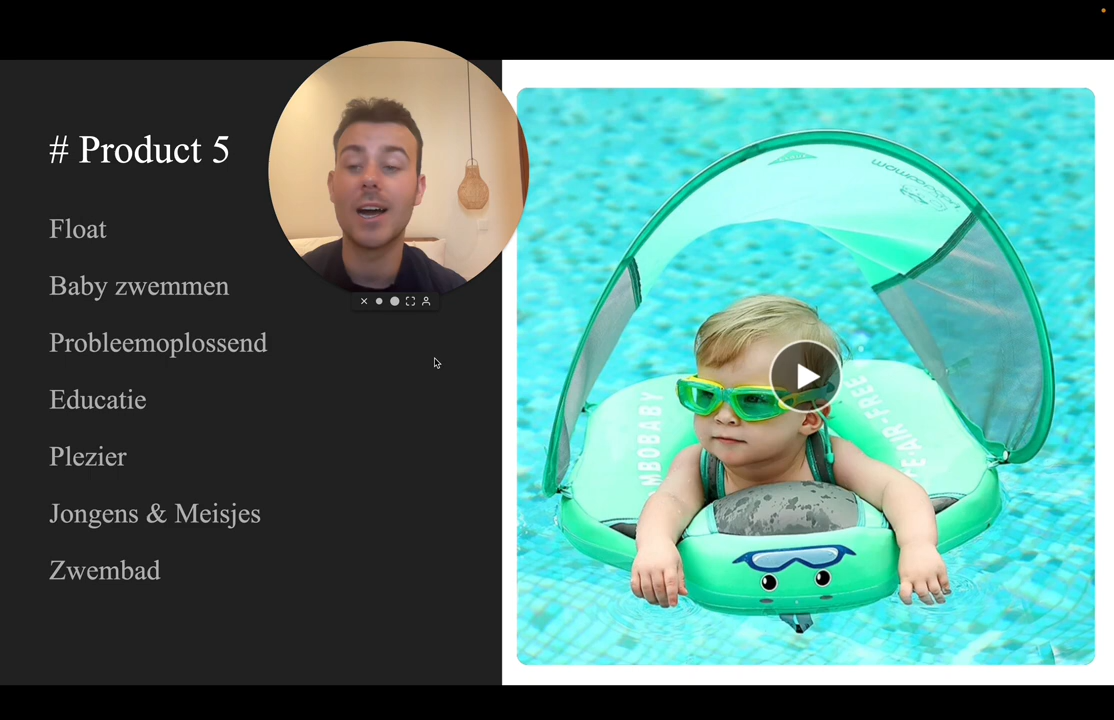 # Product 5
Float
Baby zwemmen
Probleemoplossend
Educatie
Plezier
Jongens & Meisjes
Zwembad
MBOBABY
E·AIR-FREE